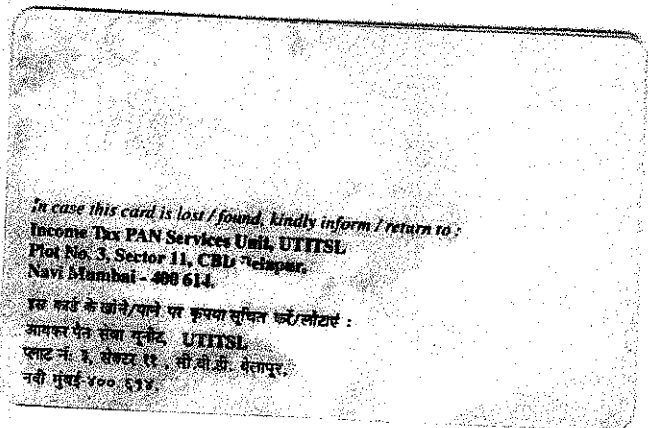 In case this card is lost / found, kindly inform / return to :
Income Tax PAN Services Unit, UTITSL
Plot No. 3, Sector 11, CBD Belapur,
Navi Mumbai - 400 614.
इस कार्ड के खोने/पाने पर कृपया सूचित करें/लौटाएं :
आयकर पैन सेवा यूनीट, UTITSL
प्लाट नं: ३, सेक्टर ११ , सी.बी.डी. बेलापूर,
नवी मुंबई ४०० ६१४.